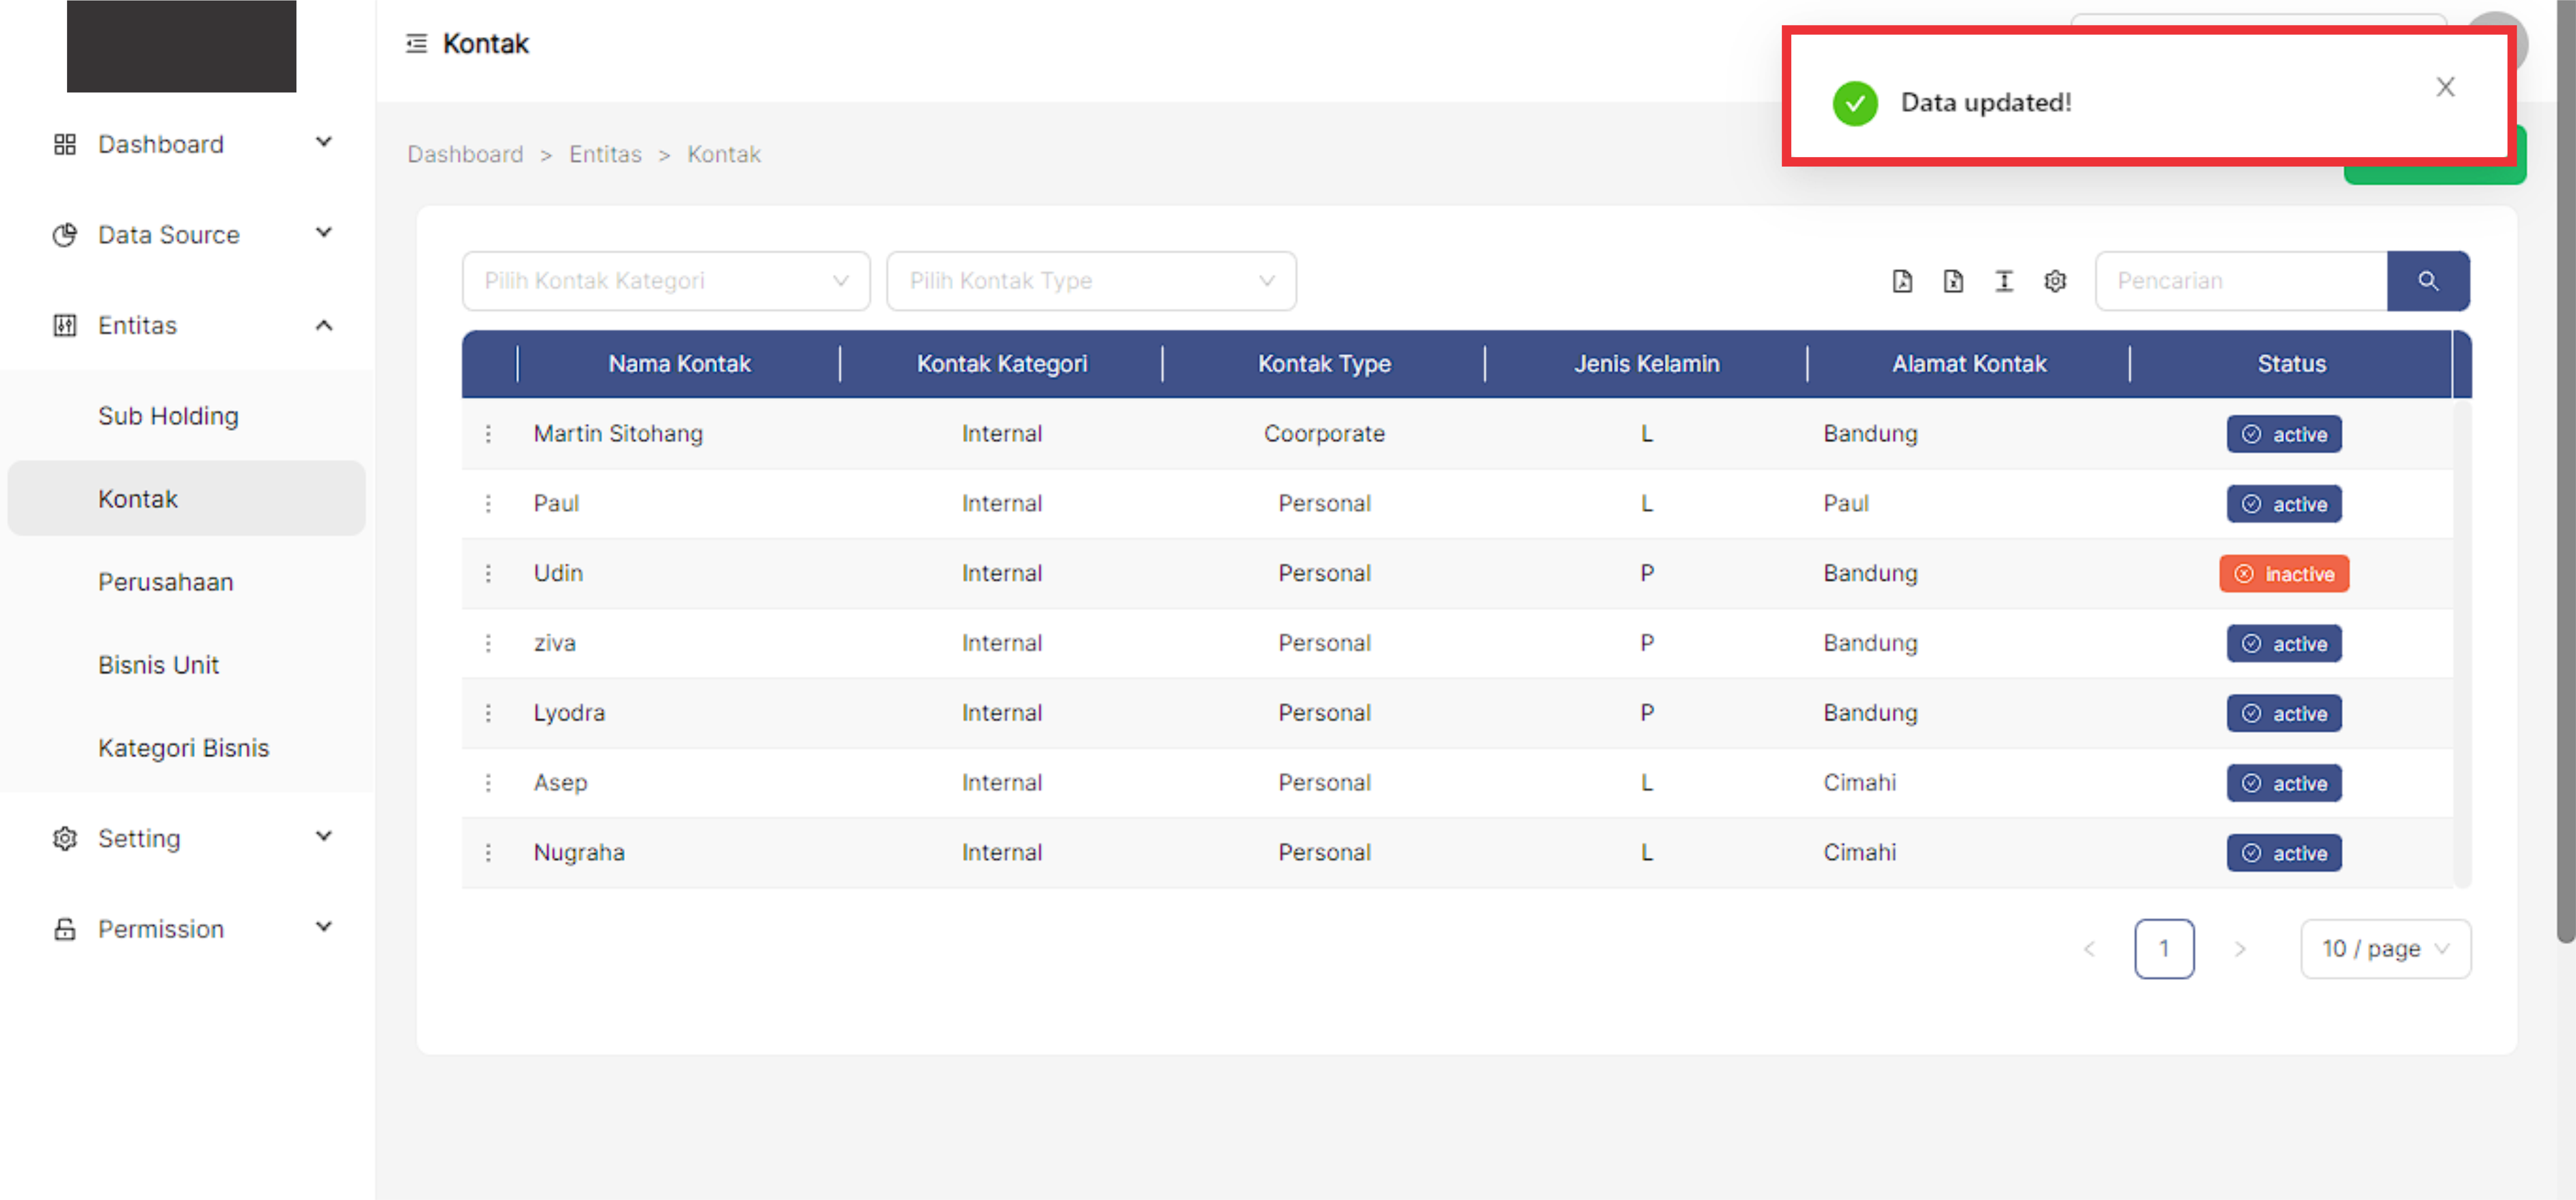 Kontak
Data updated!
Dashboard
Data Source
Entitas
Sub Holding
Kontak
Perusahaan
Bisnis Unit
Kategori Bisnis
Setting
Permission
Dashboard > Entitas > Kontak
Pilih Kontak Kategori
Pilih Kontak Type
Pencarian
Nama Kontak Kontak Kategori Kontak Type Jenis Kelamin Alamat Kontak Status
Martin Sitohang Internal Coorporate L Bandung active
Paul Internal Personal L Paul active
Udin Internal Personal P Bandung inactive
ziva Internal Personal P Bandung active
Lyodra Internal Personal P Bandung active
Asep Internal Personal L Cimahi active
Nugraha Internal Personal L Cimahi active
< 1 > 10 / page